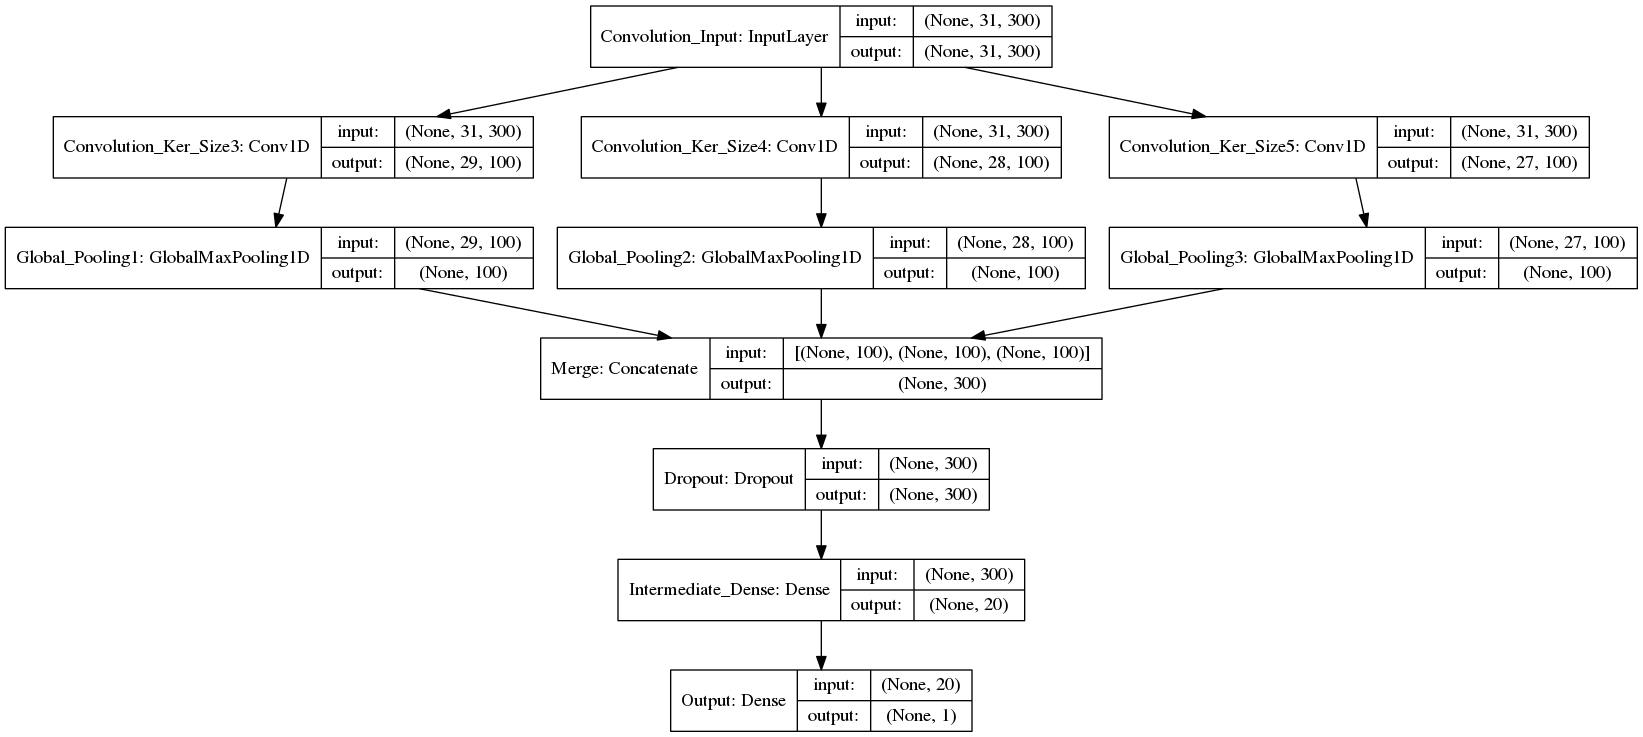 Convolution_Input: InputLayer
input: (None, 31, 300)
output: (None, 31, 300)
Convolution_Ker_Size3: Conv1D
input: (None, 31, 300)
output: (None, 29, 100)
Convolution_Ker_Size4: Conv1D
input: (None, 31, 300)
output: (None, 28, 100)
Convolution_Ker_Size5: Conv1D
input: (None, 31, 300)
output: (None, 27, 100)
Global_Pooling1: GlobalMaxPooling1D
input: (None, 29, 100)
output: (None, 100)
Global_Pooling2: GlobalMaxPooling1D
input: (None, 28, 100)
output: (None, 100)
Global_Pooling3: GlobalMaxPooling1D
input: (None, 27, 100)
output: (None, 100)
Merge: Concatenate
input: [(None, 100), (None, 100), (None, 100)]
output: (None, 300)
Dropout: Dropout
input: (None, 300)
output: (None, 300)
Intermediate_Dense: Dense
input: (None, 300)
output: (None, 20)
Output: Dense
input: (None, 20)
output: (None, 1)